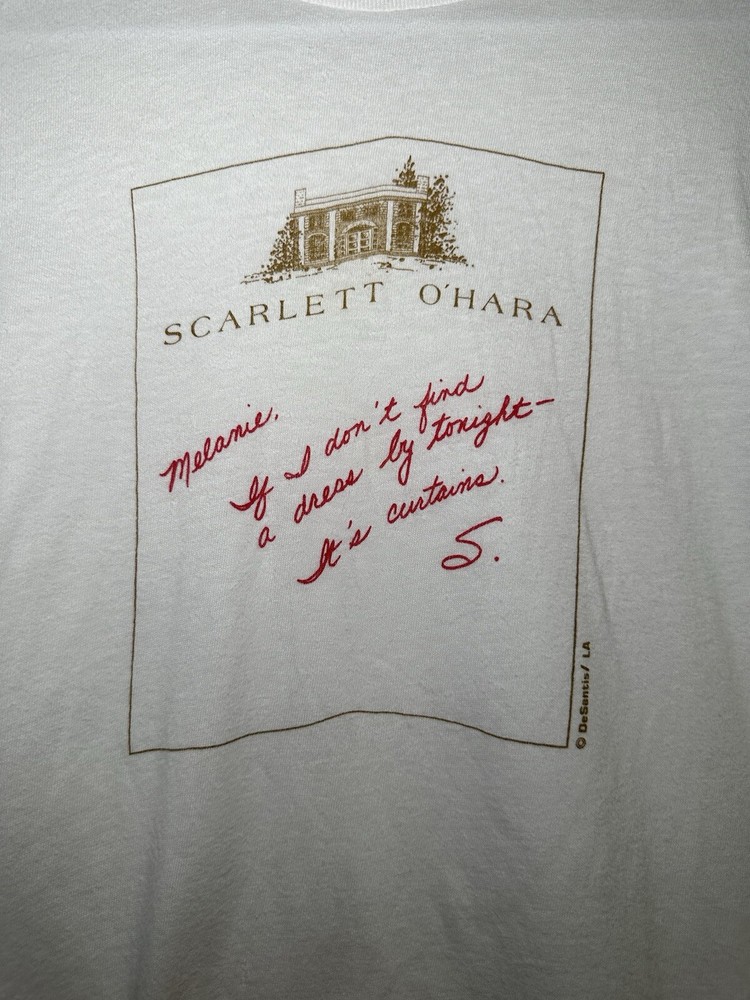 SCARLETT O'HARA
Melanie,
If I don't find
a dress by tonight—
It's curtains.
S.
© DeSantis/ LA